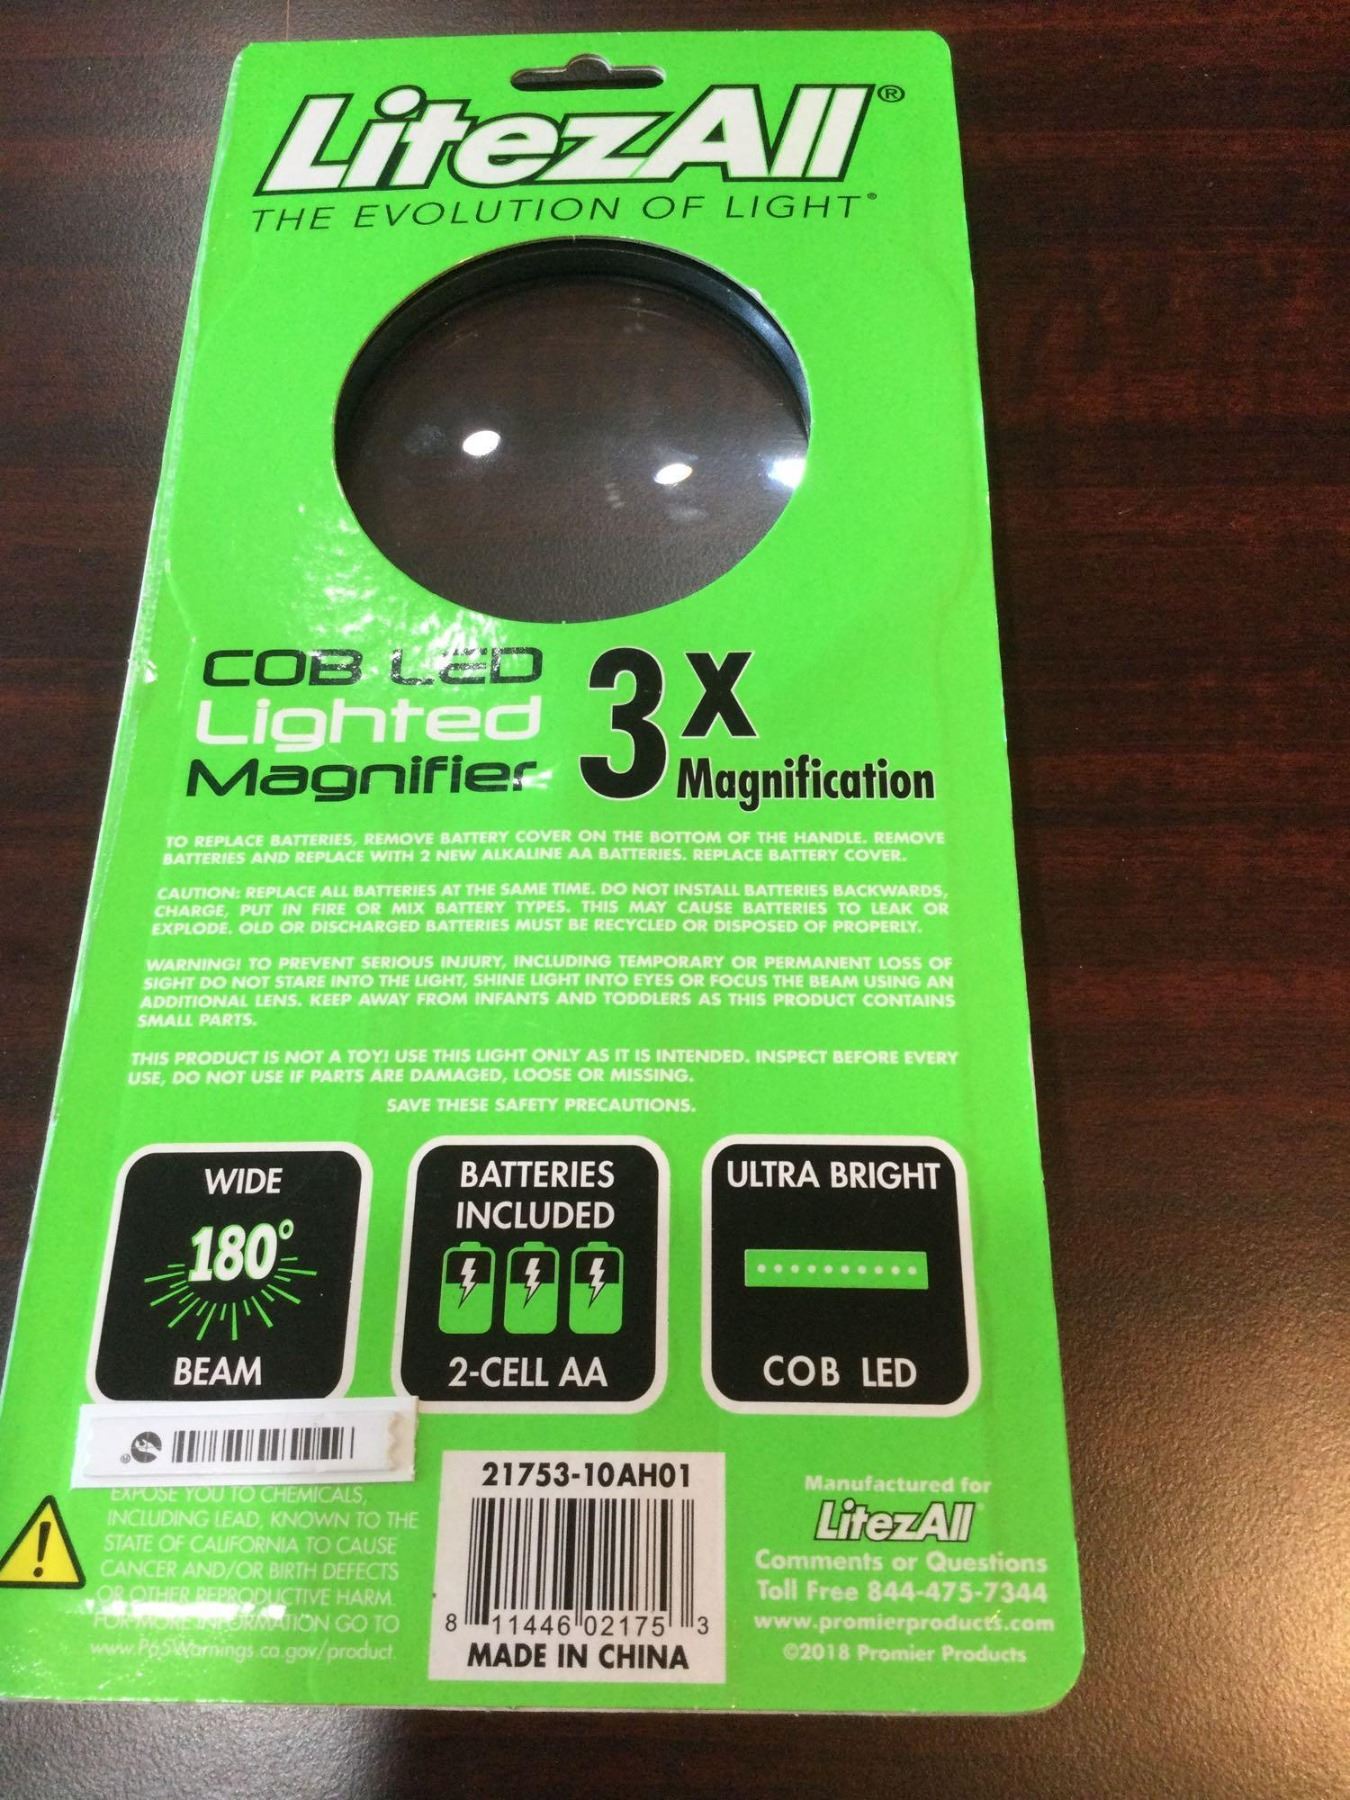 LitezAll®
THE EVOLUTION OF LIGHT®
COB LED
Lighted
Magnifier
3X
Magnification
TO REPLACE BATTERIES, REMOVE BATTERY COVER ON THE BOTTOM OF THE HANDLE. REMOVE
BATTERIES AND REPLACE WITH 2 NEW ALKALINE AA BATTERIES. REPLACE BATTERY COVER.
CAUTION: REPLACE ALL BATTERIES AT THE SAME TIME. DO NOT INSTALL BATTERIES BACKWARDS,
CHARGE, PUT IN FIRE OR MIX BATTERY TYPES. THIS MAY CAUSE BATTERIES TO LEAK OR
EXPLODE. OLD OR DISCHARGED BATTERIES MUST BE RECYCLED OR DISPOSED OF PROPERLY.
WARNING! TO PREVENT SERIOUS INJURY, INCLUDING TEMPORARY OR PERMANENT LOSS OF
SIGHT DO NOT STARE INTO THE LIGHT, SHINE LIGHT INTO EYES OR FOCUS THE BEAM USING AN
ADDITIONAL LENS. KEEP AWAY FROM INFANTS AND TODDLERS AS THIS PRODUCT CONTAINS
SMALL PARTS.
THIS PRODUCT IS NOT A TOY! USE THIS LIGHT ONLY AS IT IS INTENDED. INSPECT BEFORE EVERY
USE, DO NOT USE IF PARTS ARE DAMAGED, LOOSE OR MISSING.
SAVE THESE SAFETY PRECAUTIONS.
WIDE
180°
BEAM
BATTERIES
INCLUDED
2-CELL AA
ULTRA BRIGHT
COB LED
EXPOSE YOU TO CHEMICALS,
INCLUDING LEAD, KNOWN TO THE
STATE OF CALIFORNIA TO CAUSE
CANCER AND/OR BIRTH DEFECTS
OR OTHER REPRODUCTIVE HARM.
FOR MORE INFORMATION GO TO
www.P65Warnings.ca.gov/product.
21753-10AH01
8 11446 02175 3
MADE IN CHINA
Manufactured for
LitezAll
Comments or Questions
Toll Free 844-475-7344
www.promierproducts.com
©2018 Promier Products